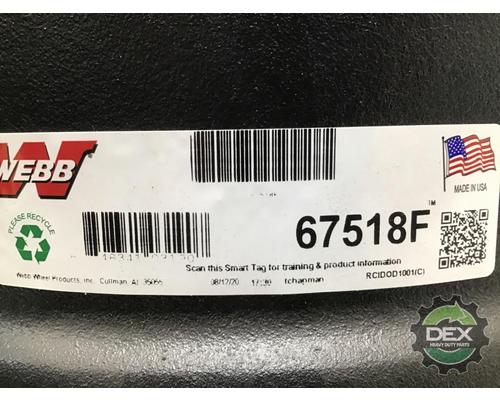 WEBB
MADE IN USA
PLEASE RECYCLE
67518F™
Scan this Smart Tag for training & product information
Webb Wheel Products, Inc. Cullman, AL 35055 08/12/20 17:30 tchapman RCIDOD1001(C)
DEX
HEAVY DUTY PARTS